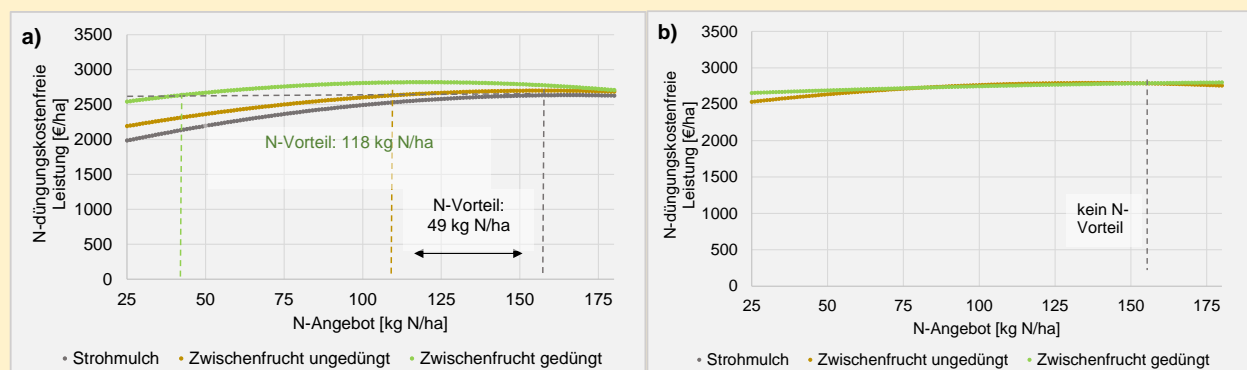 a)
N-düngungskostenfreie
Leistung [€/ha]
3500
3000
2500
2000
1500
1000
500
0
N-Vorteil: 118 kg N/ha
N-Vorteil:
49 kg N/ha
25 50 75 100 125 150 175
N-Angebot [kg N/ha]
Strohmulch Zwischenfrucht ungedüngt Zwischenfrucht gedüngt
b)
N-düngungskostenfreie
Leistung [€/ha]
3500
3000
2500
2000
1500
1000
500
0
kein N-
Vorteil
25 50 75 100 125 150 175
N-Angebot [kg N/ha]
Strohmulch Zwischenfrucht ungedüngt Zwischenfrucht gedüngt